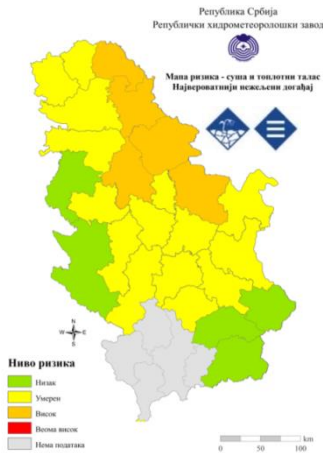 Република Србија
Републички хидрометеоролошки завод
Мапа ризика - суша и топлотни талас
Највероватнији нежељени догађај
N
W E
S
Ниво ризика
Низак
Умерен
Висок
Веома висок
Нема података
km
0 50 100